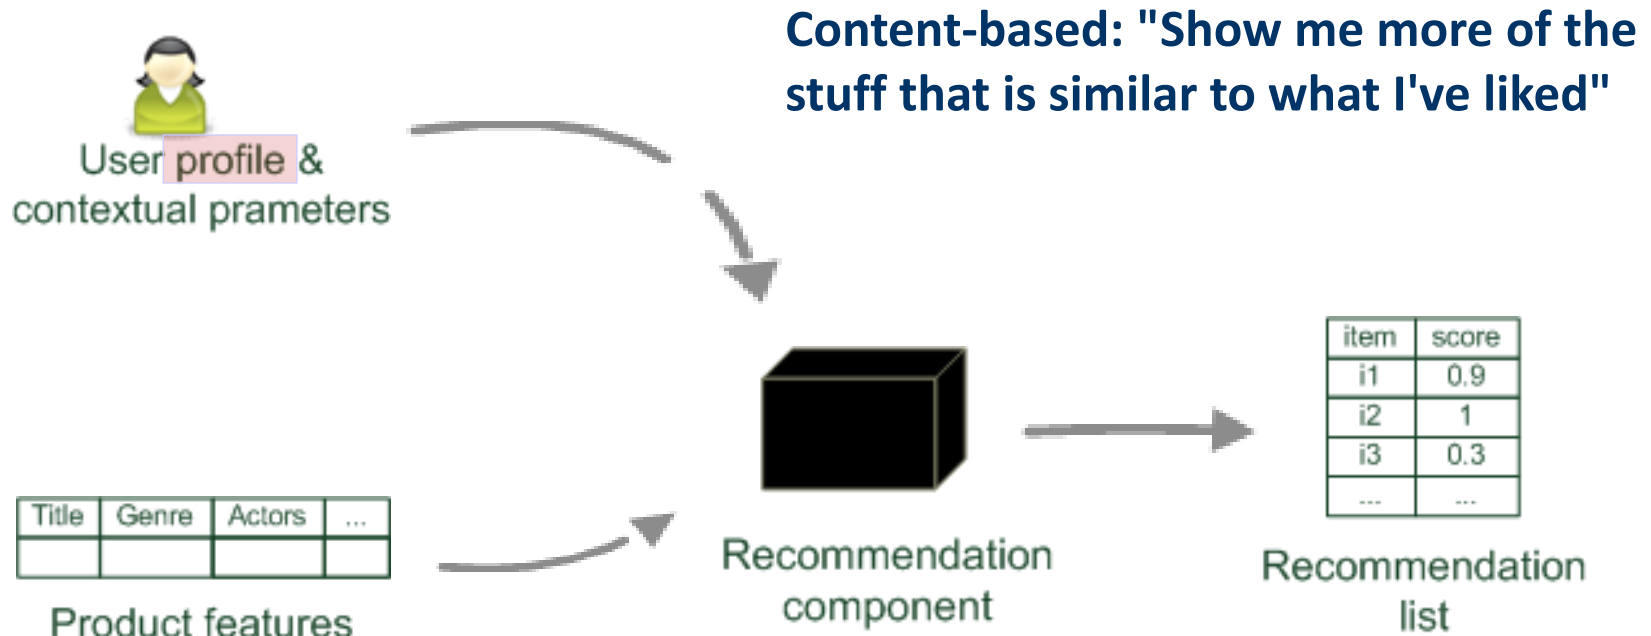 Content-based: "Show me more of the
stuff that is similar to what I've liked"
User profile &
contextual prameters
Title Genre Actors ...
Product features
Recommendation
component
item score
i1 0.9
i2 1
i3 0.3
... ...
Recommendation
list